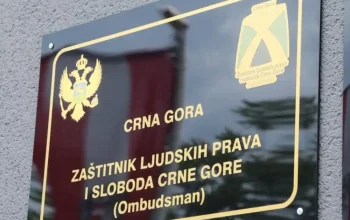 CRNA GORA
ZAŠTITNIK LJUDSKIH PRAVA
I SLOBODA CRNE GORE
(Ombudsman)